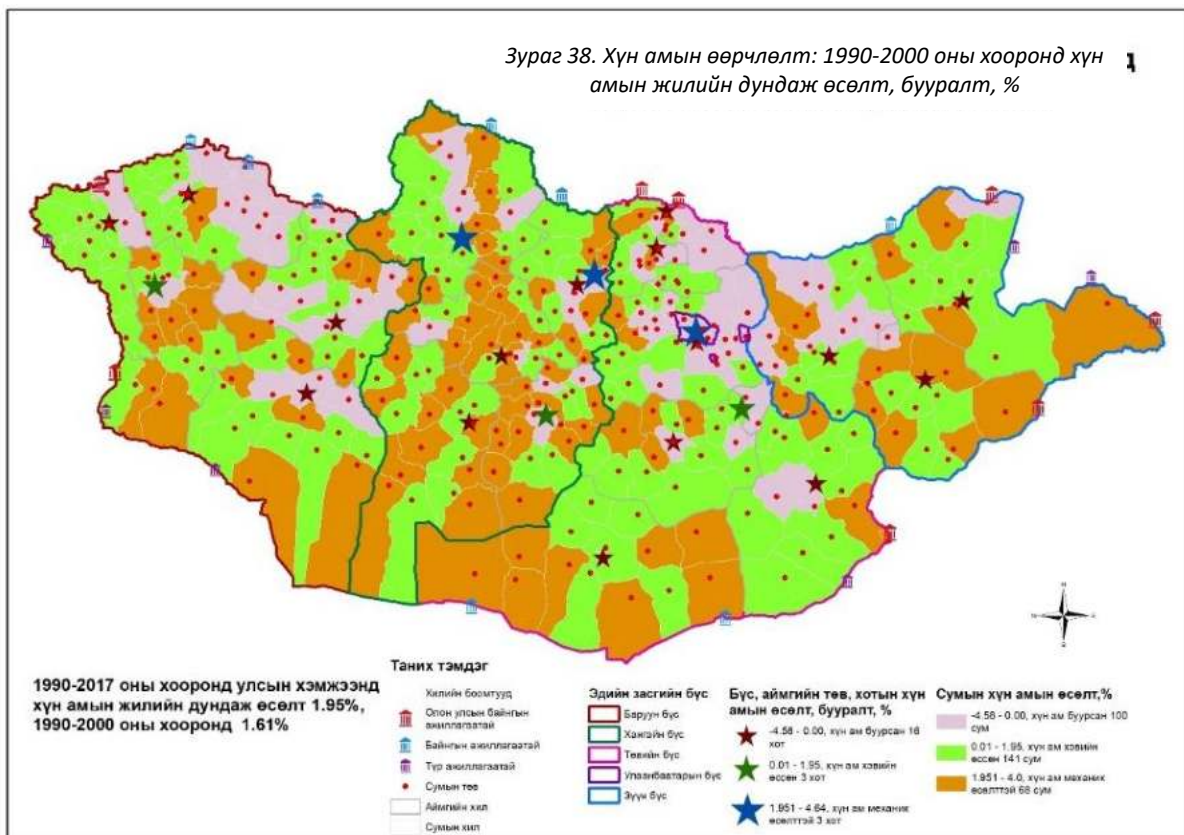 Зураг 38. Хүн амын өөрчлөлт: 1990-2000 оны хооронд хүн
амын жилийн дундаж өсөлт, бууралт, %
1990-2017 оны хооронд улсын хэмжээнд
хүн амын жилийн дундаж өсөлт 1.95%,
1990-2000 оны хооронд 1.61%
Таних тэмдэг
Хилийн боомтууд
Олон улсын байнгын
ажиллагаатай
Байнгын ажиллагаатай
Түр ажиллагаатай
Сумын төв
Аймгийн хил
Сумын хил
Эдийн засгийн бүс
Баруун бүс
Хангайн бүс
Төвийн бүс
Улаанбаатарын бүс
Зүүн бүс
Бүс, аймгийн төв, хотын хүн
амын өсөлт, бууралт, %
-4.58 - 0.00, хүн ам буурсан 16
хот
0.01 - 1.95, хүн ам хэвийн
өссөн 3 хот
1.951 - 4.64, хүн ам механик
өсөлттэй 3 хот
Сумын хүн амын өсөлт,%
-4.58 - 0.00, хүн ам буурсан 100
сум
0.01 - 1.95, хүн ам хэвийн
өссөн 141 сум
1.951 - 4.0, хүн ам механик
өсөлттэй 68 сум